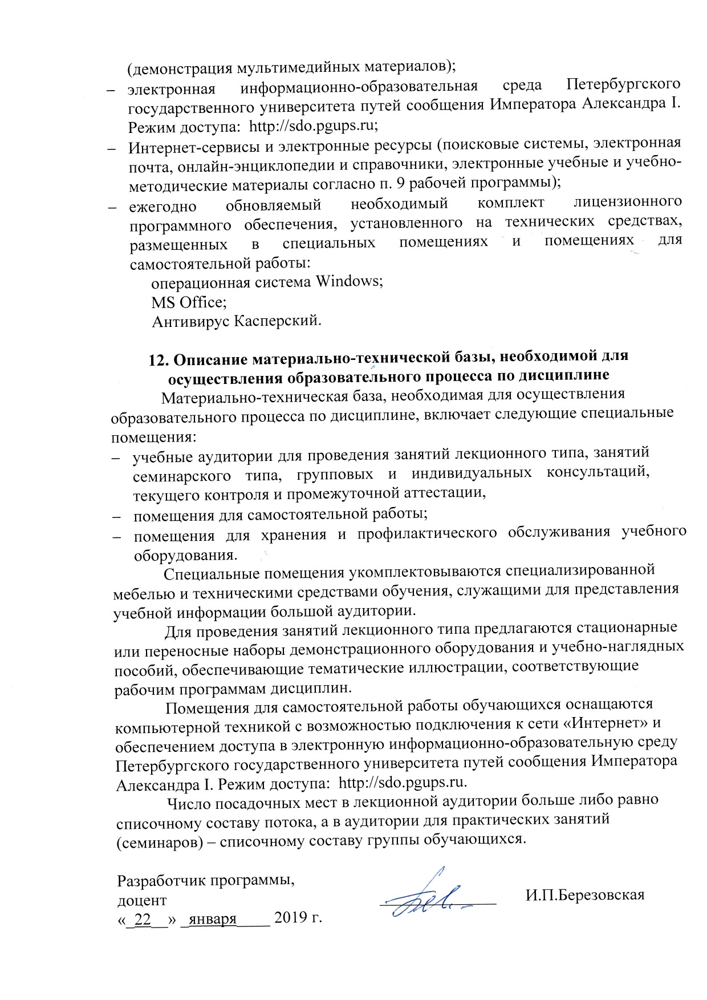 (демонстрация мультимедийных материалов);
– электронная информационно-образовательная среда Петербургского
государственного университета путей сообщения Императора Александра I.
Режим доступа: http://sdo.pgups.ru;
– Интернет-сервисы и электронные ресурсы (поисковые системы, электронная
почта, онлайн-энциклопедии и справочники, электронные учебные и учебно-
методические материалы согласно п. 9 рабочей программы);
– ежегодно обновляемый необходимый комплект лицензионного
программного обеспечения, установленного на технических средствах,
размещенных в специальных помещениях и помещениях для
самостоятельной работы:
операционная система Windows;
MS Office;
Антивирус Касперский.
12. Описание материально-технической базы, необходимой для
осуществления образовательного процесса по дисциплине
Материально-техническая база, необходимая для осуществления
образовательного процесса по дисциплине, включает следующие специальные
помещения:
– учебные аудитории для проведения занятий лекционного типа, занятий
семинарского типа, групповых и индивидуальных консультаций,
текущего контроля и промежуточной аттестации,
– помещения для самостоятельной работы;
– помещения для хранения и профилактического обслуживания учебного
оборудования.
Специальные помещения укомплектовываются специализированной
мебелью и техническими средствами обучения, служащими для представления
учебной информации большой аудитории.
Для проведения занятий лекционного типа предлагаются стационарные
или переносные наборы демонстрационного оборудования и учебно-наглядных
пособий, обеспечивающие тематические иллюстрации, соответствующие
рабочим программам дисциплин.
Помещения для самостоятельной работы обучающихся оснащаются
компьютерной техникой с возможностью подключения к сети «Интернет» и
обеспечением доступа в электронную информационно-образовательную среду
Петербургского государственного университета путей сообщения Императора
Александра I. Режим доступа: http://sdo.pgups.ru.
Число посадочных мест в лекционной аудитории больше либо равно
списочному составу потока, а в аудитории для практических занятий
(семинаров) – списочному составу группы обучающихся.
Разработчик программы,
доцент И.П.Березовская
«_22__» _января____ 2019 г.